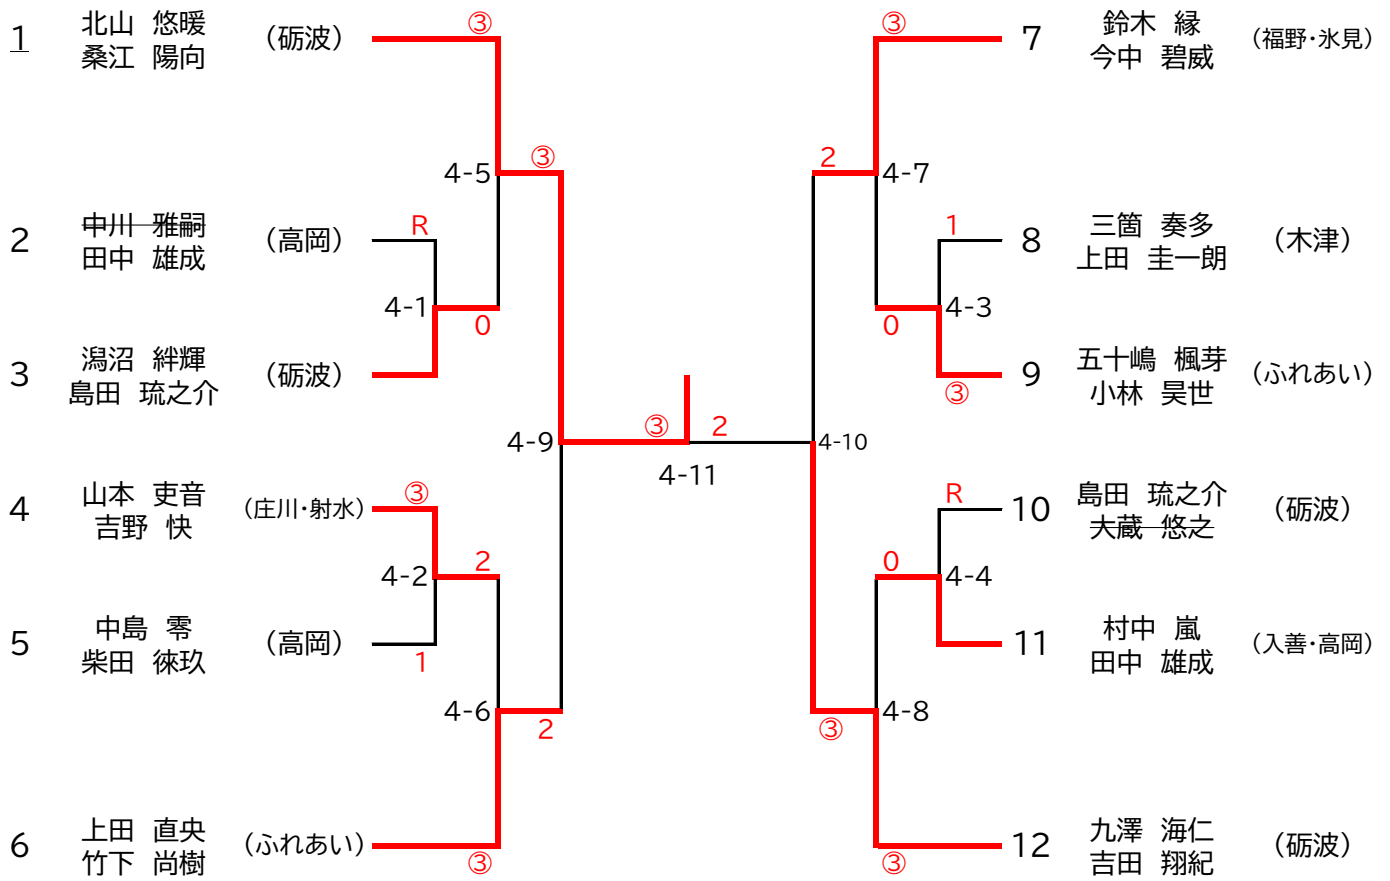 1 北山 悠暖 桑江 陽向 （砺波） ③
2 中川 雅嗣 田中 雄成 （高岡） R
3 潟沼 絆輝 島田 琉之介 （砺波）
4 山本 吏音 吉野 快 （庄川・射水） ③
5 中島 零 柴田 徠玖 （高岡） 1
6 上田 直央 竹下 尚樹 （ふれあい） ③
4-5 ③
4-1 0
4-9 ③
4-2 2
4-6 2
4-11 2
7 鈴木 縁 今中 碧威 （福野・氷見） ③
8 三箇 奏多 上田 圭一朗 （木津） 1
9 五十嶋 楓芽 小林 昊世 （ふれあい） ③
10 島田 琉之介 大蔵 悠之 （砺波） R
11 村中 嵐 田中 雄成 （入善・高岡）
12 九澤 海仁 吉田 翔紀 （砺波） ③
2 4-7
0 4-3
4-10
0 4-4
③ 4-8